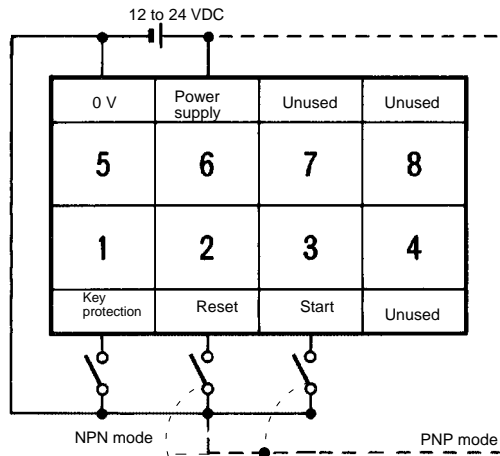 12 to 24 VDC
0 V
Power
supply
Unused
Unused
5
6
7
8
1
2
3
4
Key
protection
Reset
Start
Unused
NPN mode
PNP mode